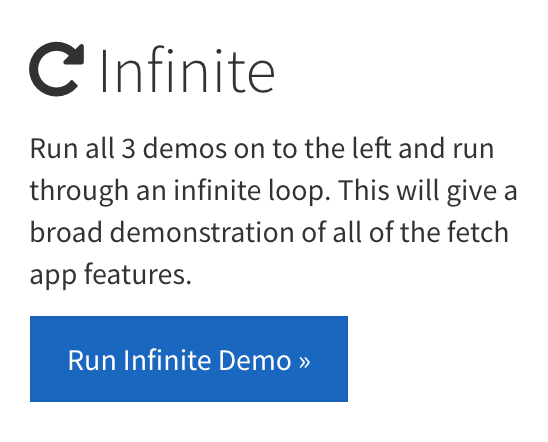 Infinite
Run all 3 demos on to the left and run
through an infinite loop. This will give a
broad demonstration of all of the fetch
app features.
Run Infinite Demo »